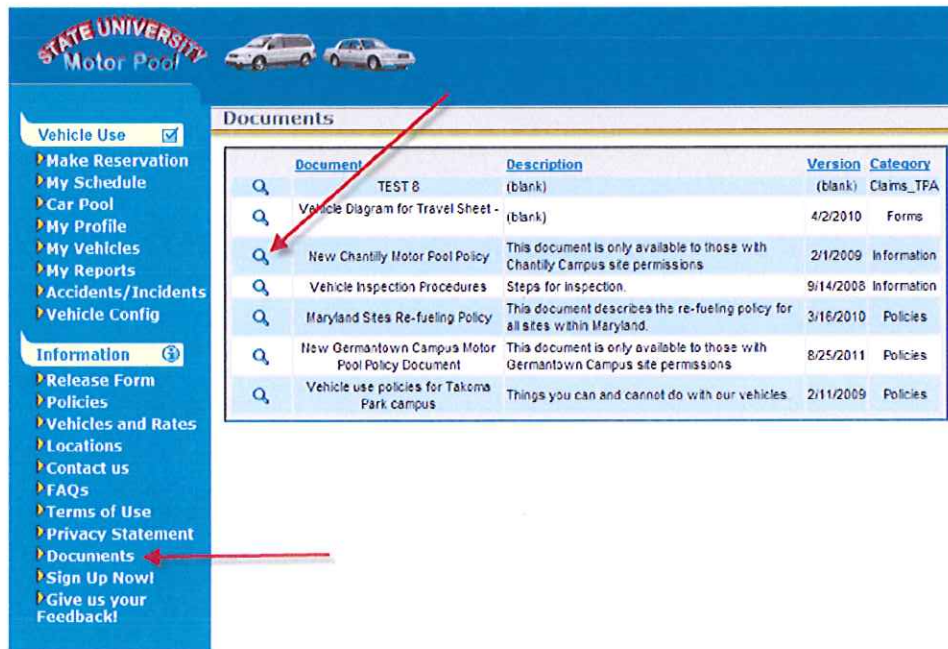 STATE UNIVERSITY
Motor Pool
Vehicle Use
Make Reservation
My Schedule
Car Pool
My Profile
My Vehicles
My Reports
Accidents/Incidents
Vehicle Config
Information
Release Form
Policies
Vehicles and Rates
Locations
Contact us
FAQs
Terms of Use
Privacy Statement
Documents
Sign Up Now!
Give us your
Feedback!
Documents
Document Description Version Category
TEST 8 (blank) (blank) Claims_TPA
Vehicle Diagram for Travel Sheet - (blank) 4/2/2010 Forms
New Chantilly Motor Pool Policy This document is only available to those with
Chantilly Campus site permissions 2/1/2009 Information
Vehicle Inspection Procedures Steps for inspection. 9/14/2008 Information
Maryland Sites Re-fueling Policy This document describes the re-fueling policy for
all sites within Maryland. 3/16/2010 Policies
New Germantown Campus Motor This document is only available to those with
Pool Policy Document Germantown Campus site permissions 8/25/2011 Policies
Vehicle use policies for Takoma
Park campus Things you can and cannot do with our vehicles. 2/11/2009 Policies